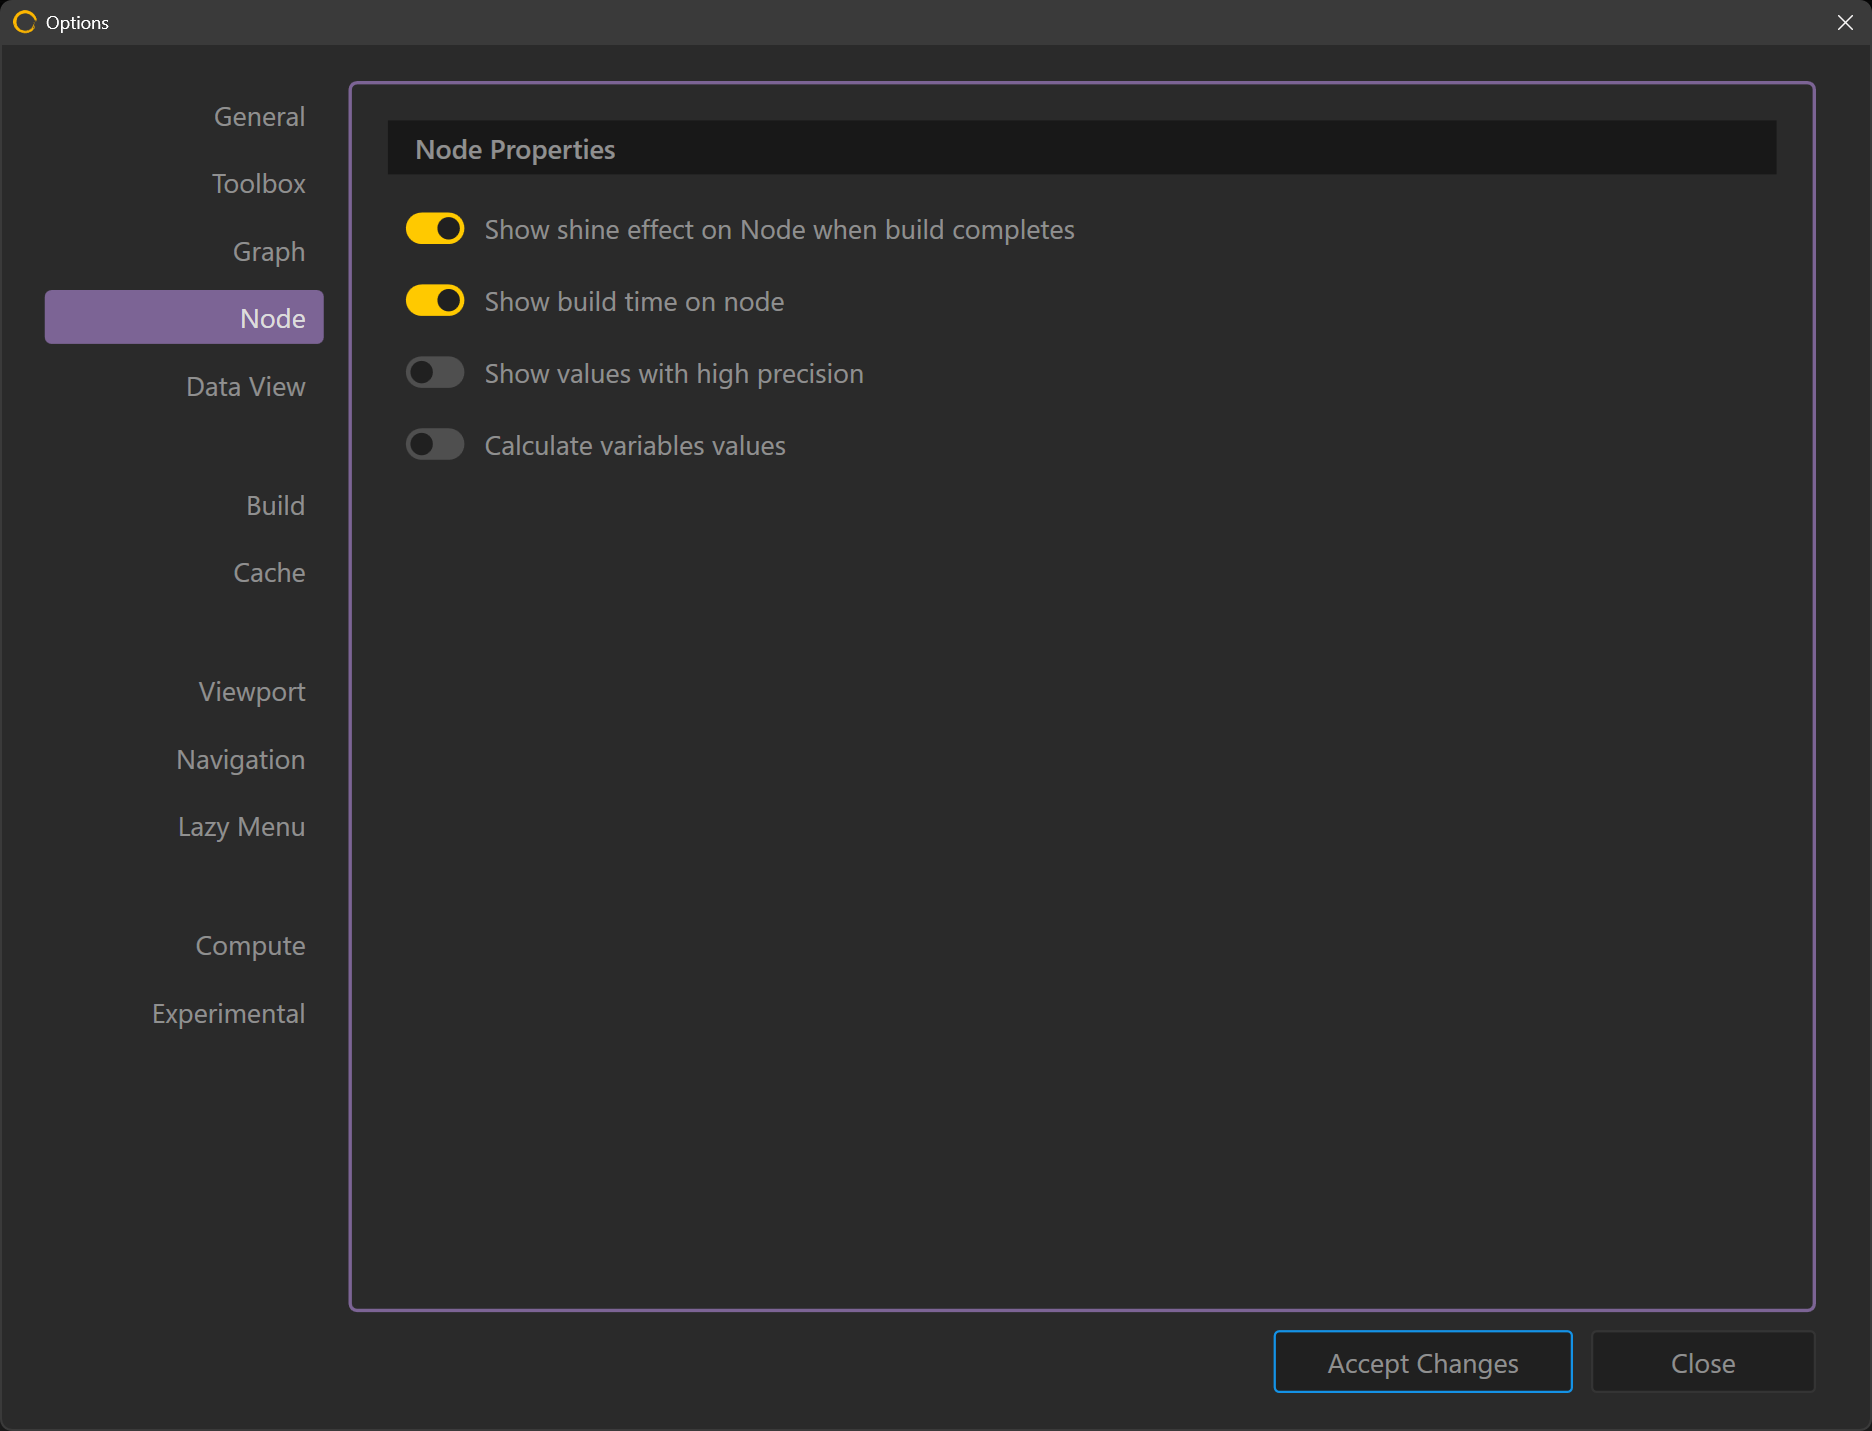 Options
General
Toolbox
Graph
Node
Data View
Build
Cache
Viewport
Navigation
Lazy Menu
Compute
Experimental
Node Properties
Show shine effect on Node when build completes
Show build time on node
Show values with high precision
Calculate variables values
Accept Changes
Close